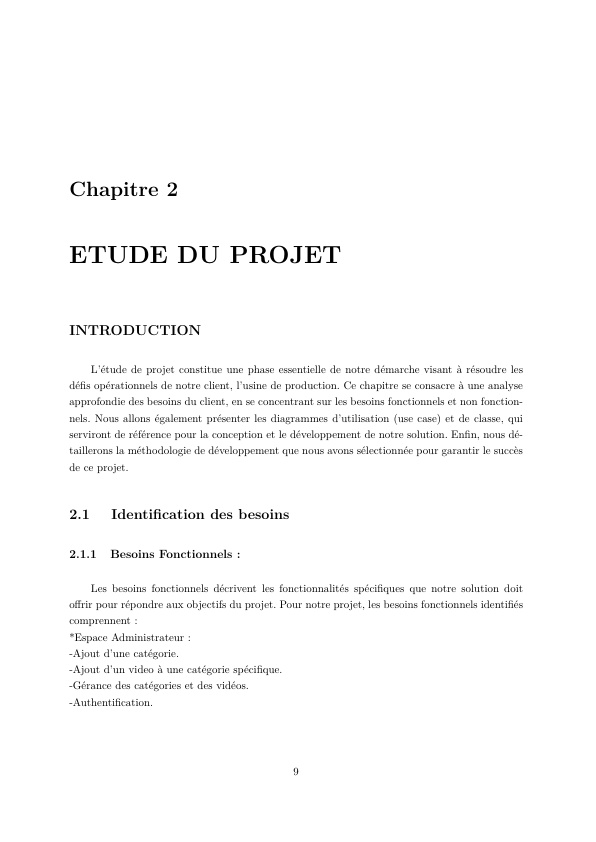 Chapitre 2
ETUDE DU PROJET
INTRODUCTION
L'étude de projet constitue une phase essentielle de notre démarche visant à résoudre les
défis opérationnels de notre client, l'usine de production. Ce chapitre se consacre à une analyse
approfondie des besoins du client, en se concentrant sur les besoins fonctionnels et non fonction-
nels. Nous allons également présenter les diagrammes d'utilisation (use case) et de classe, qui
serviront de référence pour la conception et le développement de notre solution. Enfin, nous dé-
taillerons la méthodologie de développement que nous avons sélectionnée pour garantir le succès
de ce projet.
2.1 Identification des besoins
2.1.1 Besoins Fonctionnels :
Les besoins fonctionnels décrivent les fonctionnalités spécifiques que notre solution doit
offrir pour répondre aux objectifs du projet. Pour notre projet, les besoins fonctionnels identifiés
comprennent :
*Espace Administrateur :
-Ajout d'une catégorie.
-Ajout d'un video à une catégorie spécifique.
-Gérance des catégories et des vidéos.
-Authentification.
9